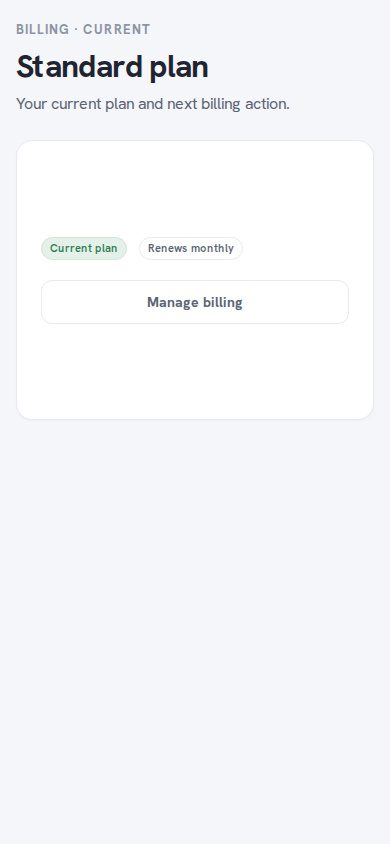 BILLING · CURRENT
Standard plan
Your current plan and next billing action.
Current plan Renews monthly
Manage billing